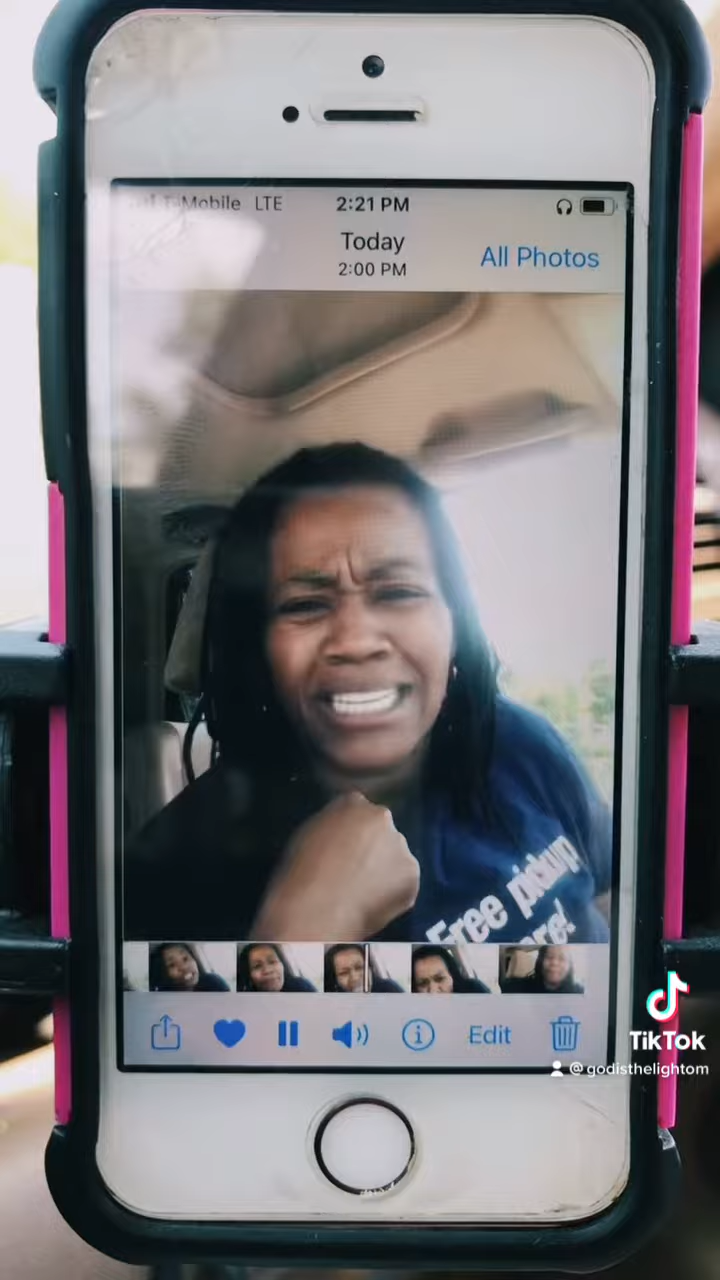 T-Mobile LTE 2:21 PM
Today
2:00 PM
All Photos
Free pickup
Edit
TikTok
@godisthelightom